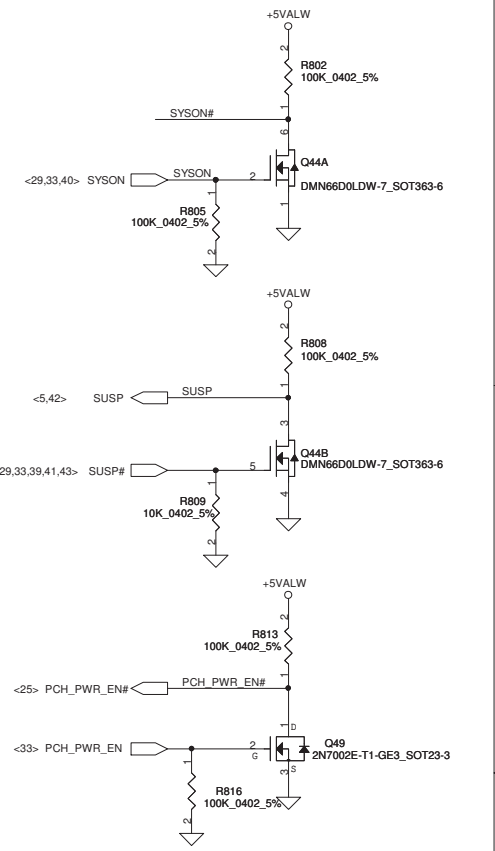 +5VALW
2
R802
100K_0402_5%
1
SYSON#
6
Q44A
<29,33,40> SYSON
SYSON
2
DMN66D0LDW-7_SOT363-6
1
1
R805
100K_0402_5%
2
+5VALW
2
R808
100K_0402_5%
1
<5,42> SUSP
SUSP
3
Q44B
DMN66D0LDW-7_SOT363-6
29,33,39,41,43> SUSP#
5
1
4
R809
10K_0402_5%
2
+5VALW
2
R813
100K_0402_5%
1
<25> PCH_PWR_EN#
PCH_PWR_EN#
1
D
Q49
2N7002E-T1-GE3_SOT23-3
<33> PCH_PWR_EN
2
G
3
S
1
R816
100K_0402_5%
2